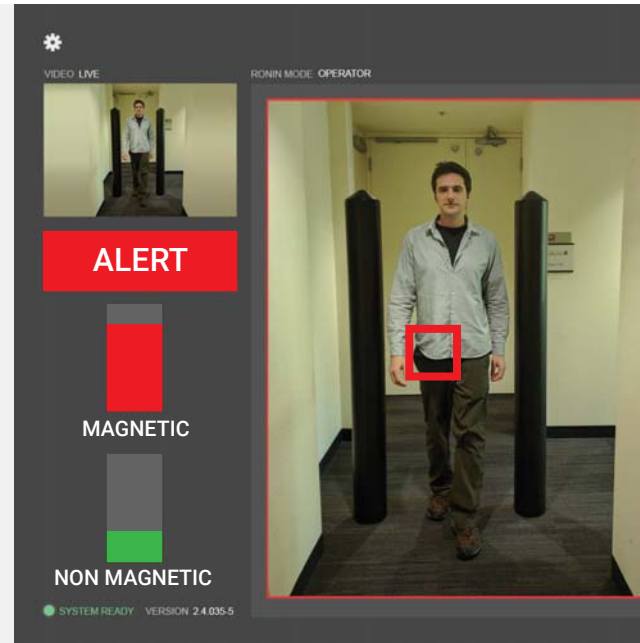 VIDEO LIVE
RONIN MODE OPERATOR
ALERT
MAGNETIC
NON MAGNETIC
SYSTEM READY VERSION 2.4.035-5